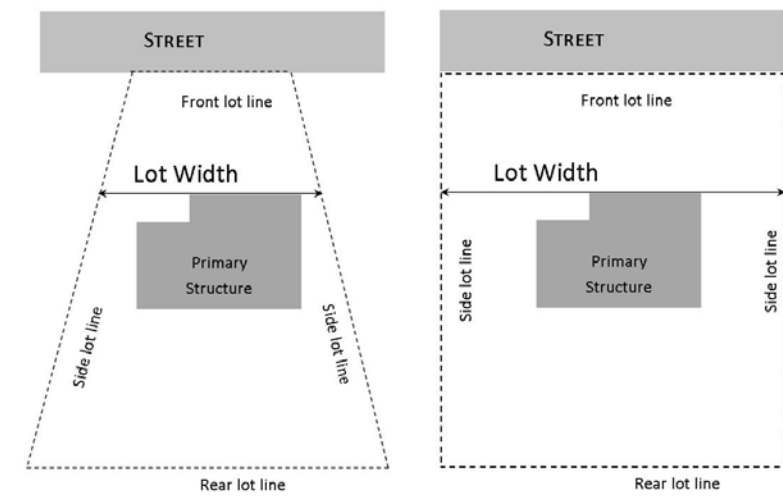 STREET
Front lot line
Lot Width
Primary
Structure
Side lot line
Side lot line
Rear lot line
STREET
Front lot line
Lot Width
Primary
Structure
Side lot line
Side lot line
Rear lot line